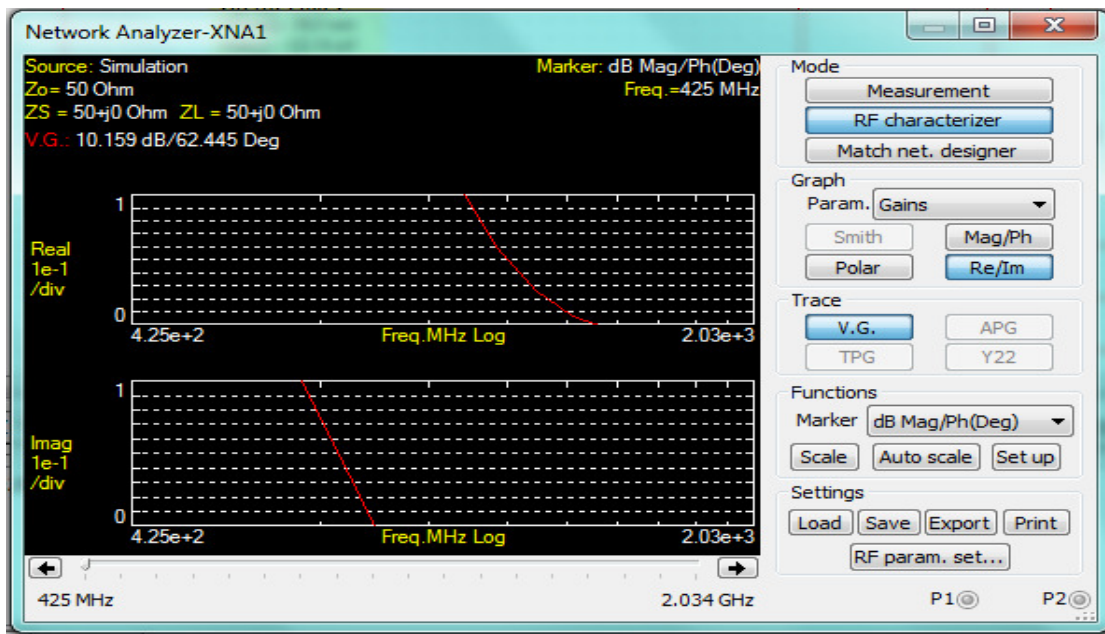 Network Analyzer-XNA1
Source: Simulation
Marker: dB Mag/Ph(Deg)
Zo= 50 Ohm
Freq.=425 MHz
ZS = 50+j0 Ohm ZL = 50+j0 Ohm
V.G.: 10.159 dB/62.445 Deg
1
Real
1e-1
/div
0
4.25e+2
Freq.MHz Log
2.03e+3
1
Imag
1e-1
/div
0
4.25e+2
Freq.MHz Log
2.03e+3
425 MHz
2.034 GHz
Mode
Measurement
RF characterizer
Match net. designer
Graph
Param. Gains
Smith
Mag/Ph
Polar
Re/Im
Trace
V.G.
APG
TPG
Y22
Functions
Marker dB Mag/Ph(Deg)
Scale
Auto scale
Set up
Settings
Load
Save
Export
Print
RF param. set...
P1
P2